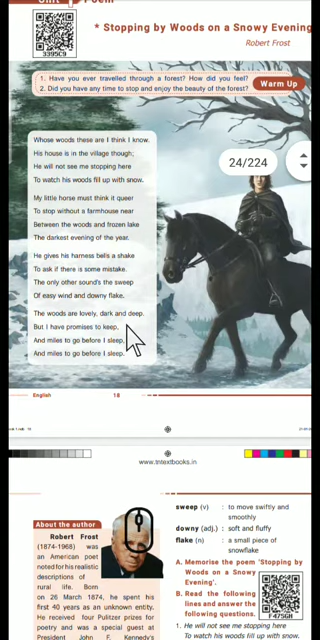 Unit 1 Poem
* Stopping by Woods on a Snowy Evening
Robert Frost
3395C9
1. Have you ever travelled through a forest? How did you feel?
2. Did you have any time to stop and enjoy the beauty of the forest?
Warm Up
Whose woods these are I think I know.
His house is in the village though;
He will not see me stopping here
To watch his woods fill up with snow.
24/224
My little horse must think it queer
To stop without a farmhouse near
Between the woods and frozen lake
The darkest evening of the year.
He gives his harness bells a shake
To ask if there is some mistake.
The only other sound's the sweep
Of easy wind and downy flake.
The woods are lovely, dark and deep.
But I have promises to keep,
And miles to go before I sleep,
And miles to go before I sleep.
English 18
www.tntextbooks.in
About the author
Robert Frost
(1874-1968) was
an American poet
noted for his realistic
descriptions of
rural life. Born
on 26 March 1874, he spent his
first 40 years as an unknown entity.
He received four Pulitzer prizes for
poetry and was a special guest at
President John F. Kennedy's
sweep (v) : to move swiftly and
smoothly
downy (adj.) : soft and fluffy
flake (n) : a small piece of
snowflake
A. Memorise the poem 'Stopping by
Woods on a Snowy
Evening'.
B. Read the following
lines and answer the
following questions.
F475GH
1. He will not see me stopping here
To watch his woods fill up with snow.